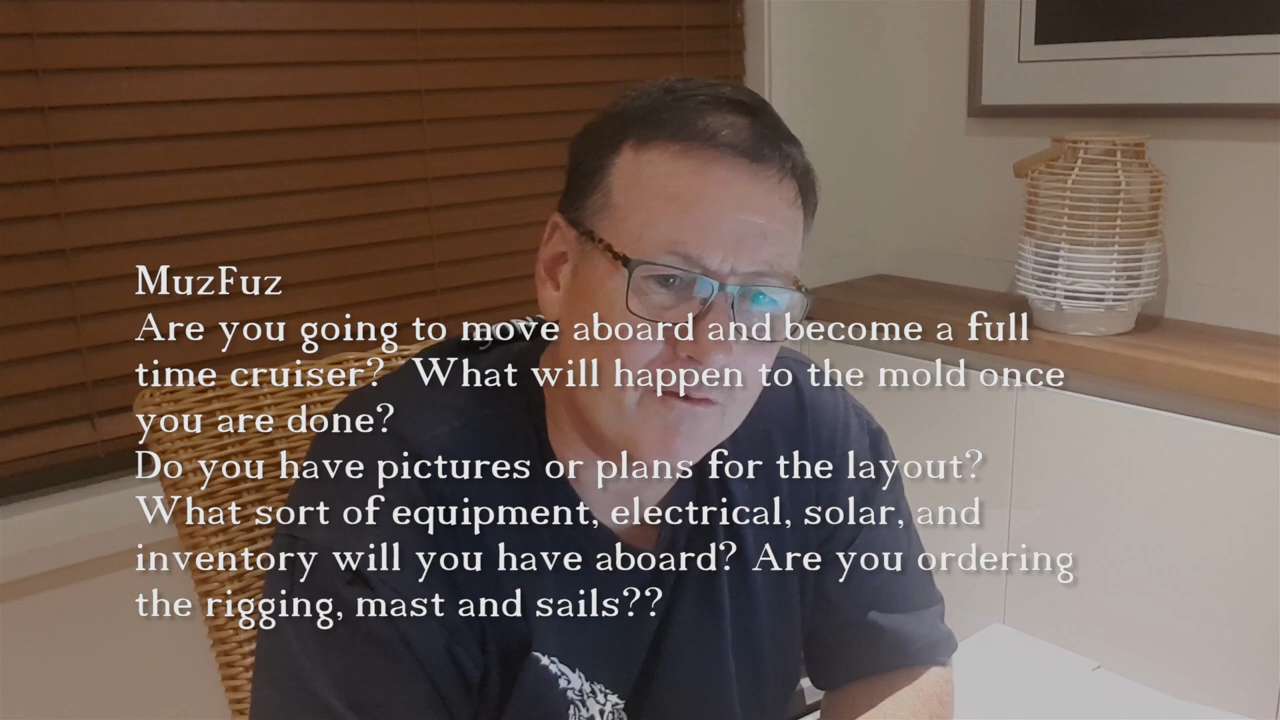 MuzFuz
Are you going to move aboard and become a full
time cruiser? What will happen to the mold once
you are done?
Do you have pictures or plans for the layout?
What sort of equipment, electrical, solar, and
inventory will you have aboard? Are you ordering
the rigging, mast and sails??